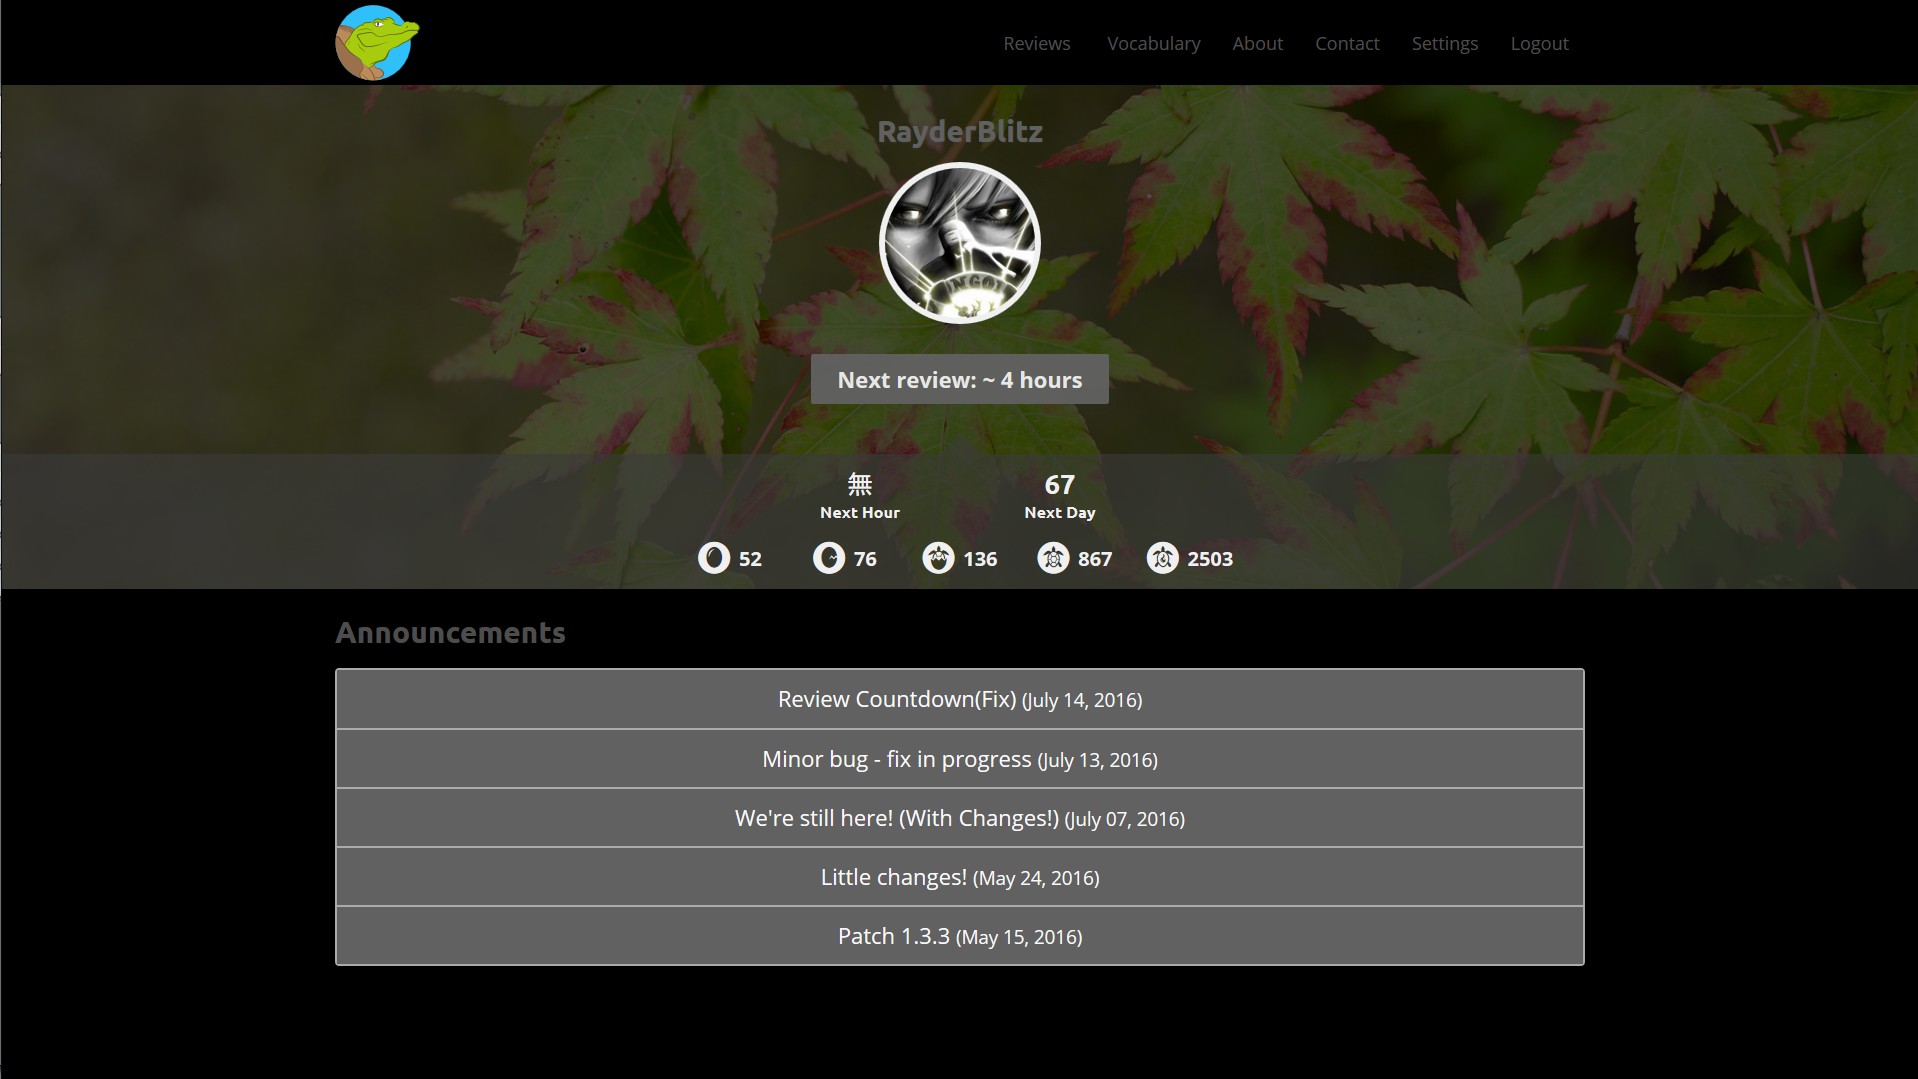 Reviews Vocabulary About Contact Settings Logout
RayderBlitz
Next review: ~ 4 hours
無 67
Next Hour Next Day
52 76 136 867 2503
Announcements
Review Countdown(Fix) (July 14, 2016)
Minor bug - fix in progress (July 13, 2016)
We're still here! (With Changes!) (July 07, 2016)
Little changes! (May 24, 2016)
Patch 1.3.3 (May 15, 2016)